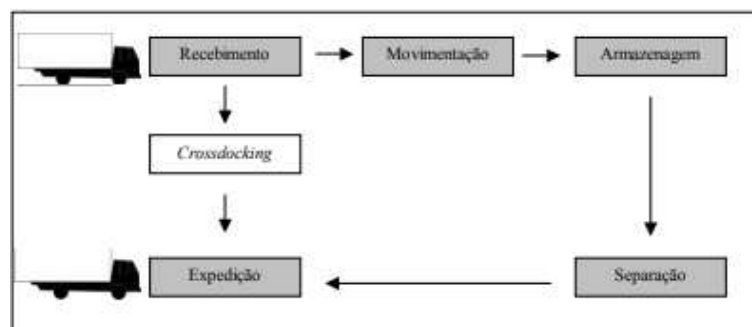 Recebimento
Movimentação
Armazenagem
Crossdocking
Expedição
Separação